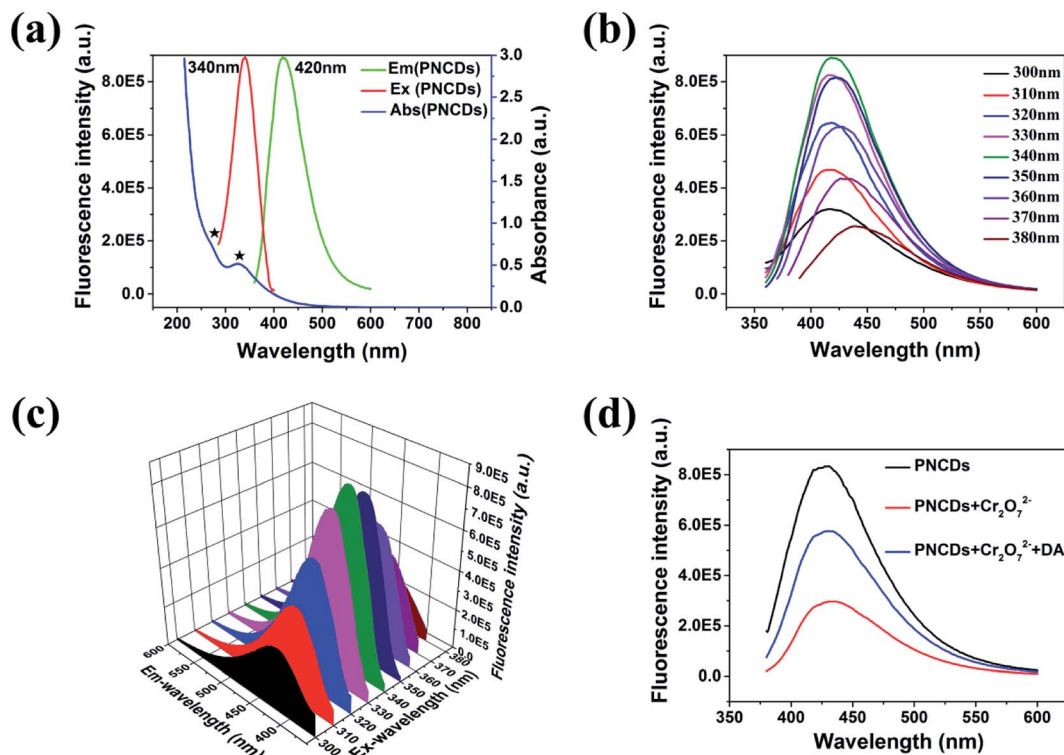 (a)
340nm
420nm
Em(PNCDs)
Ex (PNCDs)
Abs(PNCDs)
Fluorescence intensity (a.u.)
8.0E5
6.0E5
4.0E5
2.0E5
0.0
Absorbance (a.u.)
3.0
2.5
2.0
1.5
1.0
0.5
0.0
200 300 400 500 600 700 800
Wavelength (nm)
(b)
300nm
310nm
320nm
330nm
340nm
350nm
360nm
370nm
380nm
Fluorescence intensity (a.u.)
8.0E5
6.0E5
4.0E5
2.0E5
0.0
350 400 450 500 550 600
Wavelength (nm)
(c)
9.0E5
8.0E5
7.0E5
6.0E5
5.0E5
4.0E5
3.0E5
2.0E5
1.0E5
0.0
Fluorescence intensity (a.u.)
600 550 500 450 400
Em-wavelength (nm)
300 310 320 330 340 350 360 370 380
Ex-wavelength (nm)
(d)
PNCDs
PNCDs+Cr₂O₇²⁻
PNCDs+Cr₂O₇²⁻+DA
Fluorescence intensity (a.u.)
8.0E5
6.0E5
4.0E5
2.0E5
0.0
350 400 450 500 550 600
Wavelength (nm)